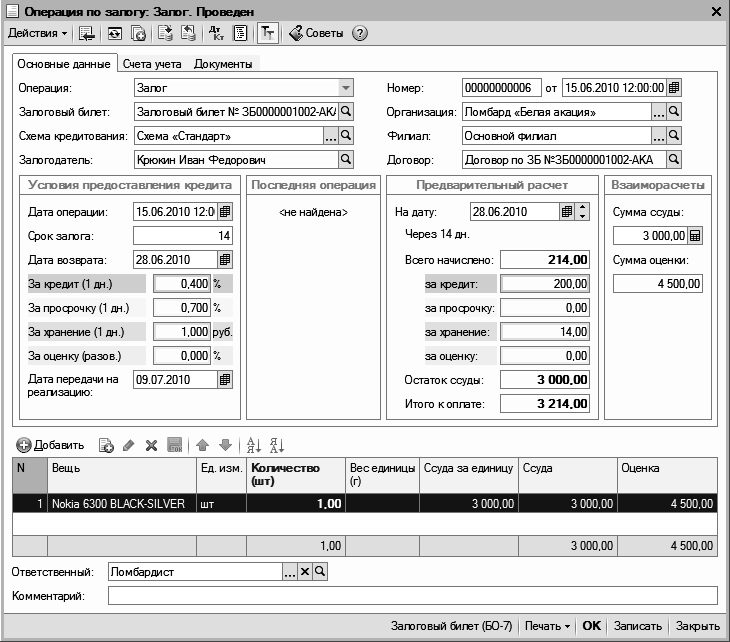 Операция по залогу: Залог. Проведен
Действия Дт Кт Советы
Основные данные Счета учета Документы
Операция: Залог Номер: 00000000006 от 15.06.2010 12:00:00
Залоговый билет: Залоговый билет № ЗБ0000001002-АКА Организация: Ломбард «Белая акация»
Схема кредитования: Схема «Стандарт» Филиал: Основной филиал
Залогодатель: Крюкин Иван Федорович Договор: Договор по ЗБ №ЗБ0000001002-АКА
Условия предоставления кредита Последняя операция Предварительный расчет Взаиморасчеты
Дата операции: 15.06.2010 12:0 <не найдена> На дату: 28.06.2010 Сумма ссуды:
Срок залога: 14 Через 14 дн. 3 000,00
Дата возврата: 28.06.2010 Всего начислено: 214,00 Сумма оценки:
За кредит (1 дн.) 0,400 % за кредит: 200,00 4 500,00
За просрочку (1 дн.) 0,700 % за просрочку: 0,00
За хранение (1 дн.) 1,000 руб. за хранение: 14,00
За оценку (разов.) 0,000 % за оценку: 0,00
Дата передачи на реализацию: 09.07.2010 Остаток ссуды: 3 000,00
Итого к оплате: 3 214,00
Добавить
N Вещь Ед. изм. Количество (шт) Вес единицы (г) Ссуда за единицу Ссуда Оценка
1 Nokia 6300 BLACK-SILVER шт 1,00 3 000,00 3 000,00 4 500,00
1,00 3 000,00 4 500,00
Ответственный: Ломбардист
Комментарий:
Залоговый билет (БО-7) Печать OK Записать Закрыть